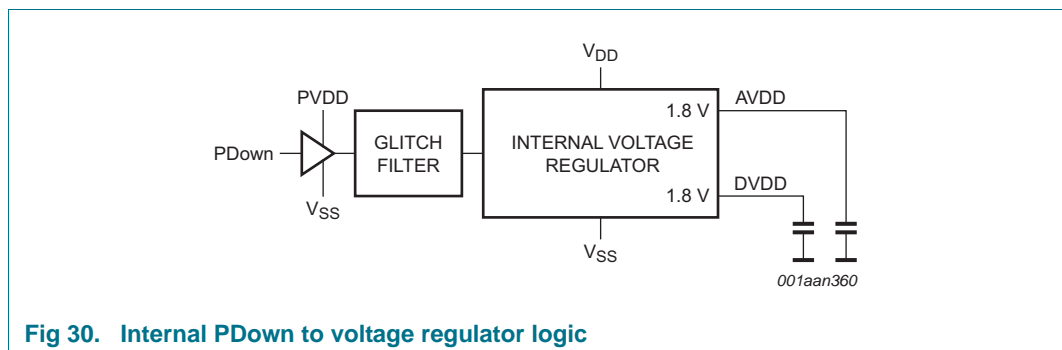 VDD
PVDD
1.8 V
AVDD
PDown
GLITCH
FILTER
INTERNAL VOLTAGE
REGULATOR
1.8 V
DVDD
VSS
VSS
001aan360
Fig 30. Internal PDown to voltage regulator logic